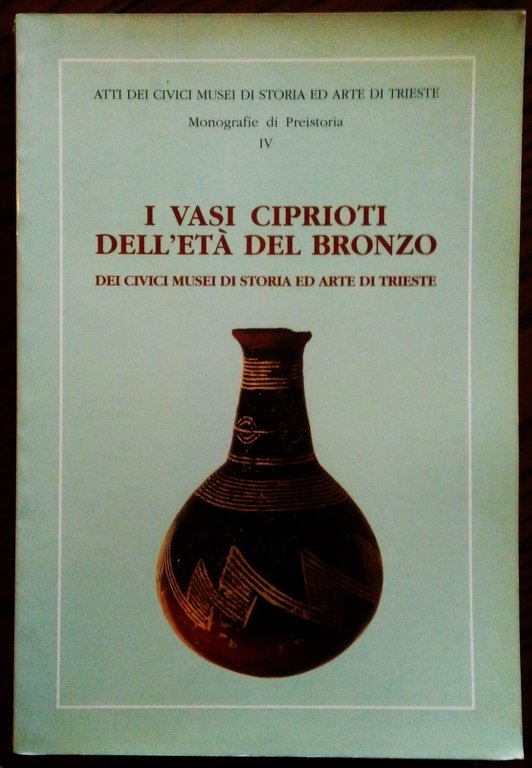 ATTI DEI CIVICI MUSEI DI STORIA ED ARTE DI TRIESTE
Monografie di Preistoria
IV
I VASI CIPRIOTI
DELL'ETÀ DEL BRONZO
DEI CIVICI MUSEI DI STORIA ED ARTE DI TRIESTE